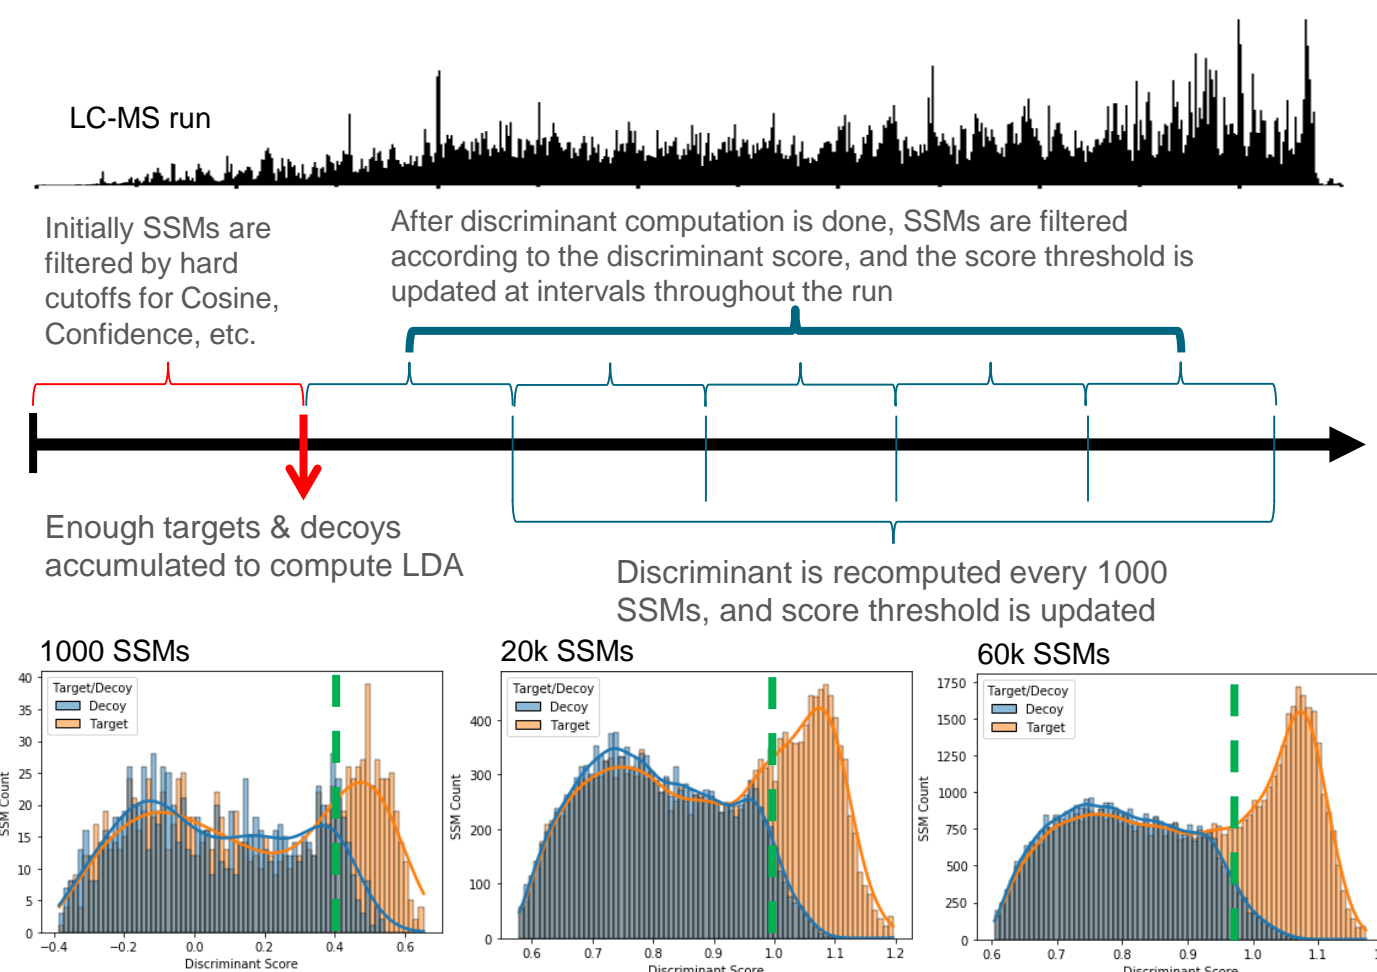 LC-MS run
Initially SSMs are
filtered by hard
cutoffs for Cosine,
Confidence, etc.
After discriminant computation is done, SSMs are filtered
according to the discriminant score, and the score threshold is
updated at intervals throughout the run
Enough targets & decoys
accumulated to compute LDA
Discriminant is recomputed every 1000
SSMs, and score threshold is updated
1000 SSMs
Target/Decoy
Decoy
Target
SSM Count
40
35
30
25
20
15
10
5
0
−0.4 −0.2 0.0 0.2 0.4 0.6
Discriminant Score
20k SSMs
Target/Decoy
Decoy
Target
SSM Count
400
300
200
100
0
0.6 0.7 0.8 0.9 1.0 1.1 1.2
Discriminant Score
60k SSMs
Target/Decoy
Decoy
Target
SSM Count
1750
1500
1250
1000
750
500
250
0
0.6 0.7 0.8 0.9 1.0 1.1
Discriminant Score